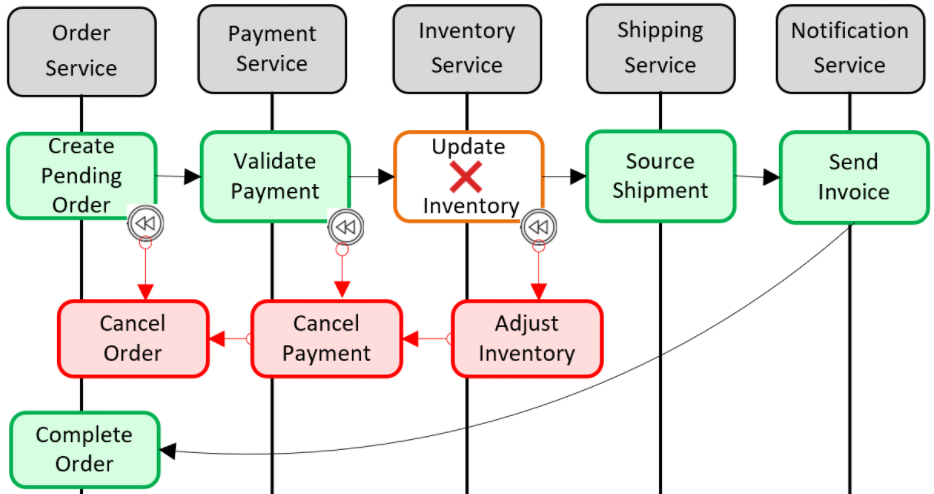 Order
Service
Payment
Service
Inventory
Service
Shipping
Service
Notification
Service
Create
Pending
Order
Validate
Payment
Update
Inventory
Source
Shipment
Send
Invoice
Cancel
Order
Cancel
Payment
Adjust
Inventory
Complete
Order